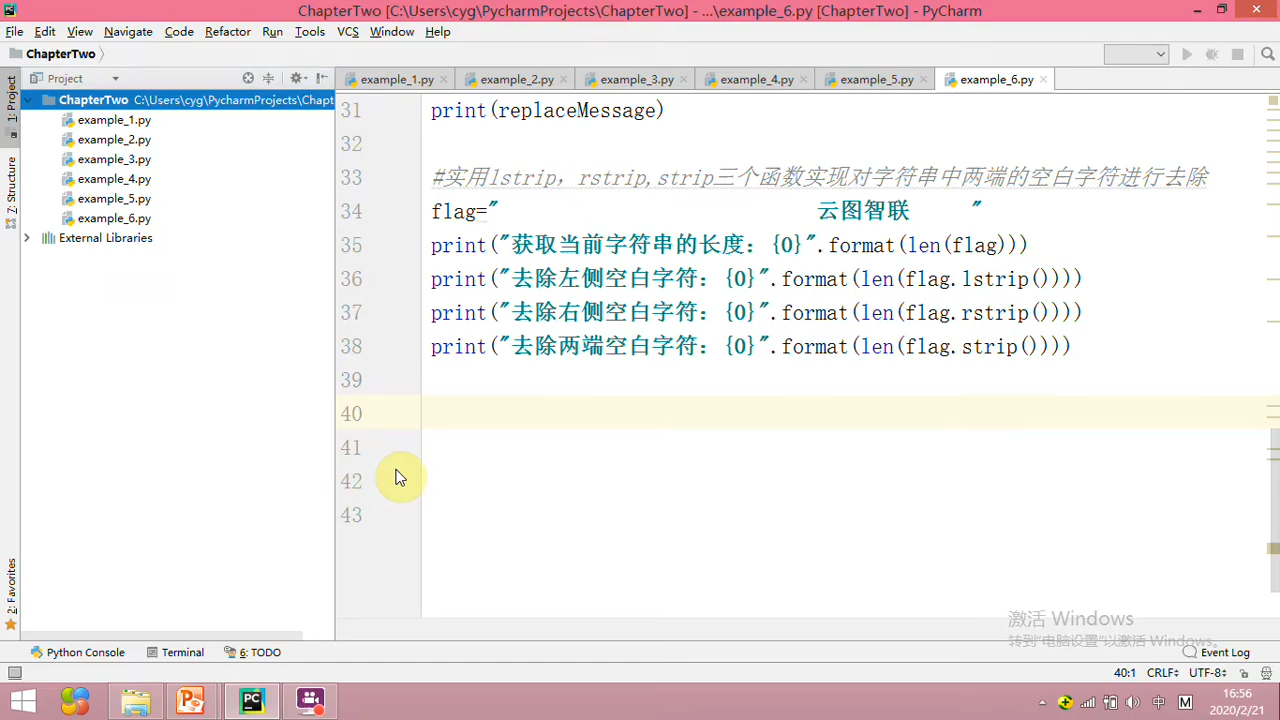 ChapterTwo [C:\Users\cyg\PycharmProjects\ChapterTwo] - ...\example_6.py [ChapterTwo] - PyCharm
File Edit View Navigate Code Refactor Run Tools VCS Window Help
ChapterTwo
Project
example_1.py example_2.py example_3.py example_4.py example_5.py example_6.py
1: Project
Z: Structure
2: Favorites
ChapterTwo C:\Users\cyg\PycharmProjects\Chapt
example_1.py
example_2.py
example_3.py
example_4.py
example_5.py
example_6.py
External Libraries
31 print(replaceMessage)
32
33 #实用lstrip，rstrip,strip三个函数实现对字符串中两端的空白字符进行去除
34 flag="                    云图智联    "
35 print("获取当前字符串的长度：{0}".format(len(flag)))
36 print("去除左侧空白字符：{0}".format(len(flag.lstrip())))
37 print("去除右侧空白字符：{0}".format(len(flag.rstrip())))
38 print("去除两端空白字符：{0}".format(len(flag.strip())))
39
40
41
42
43
激活 Windows
转到"电脑设置"以激活 Windows。
Python Console Terminal 6: TODO Event Log
40:1 CRLF÷ UTF-8÷
PC 中 M
16:56
2020/2/21